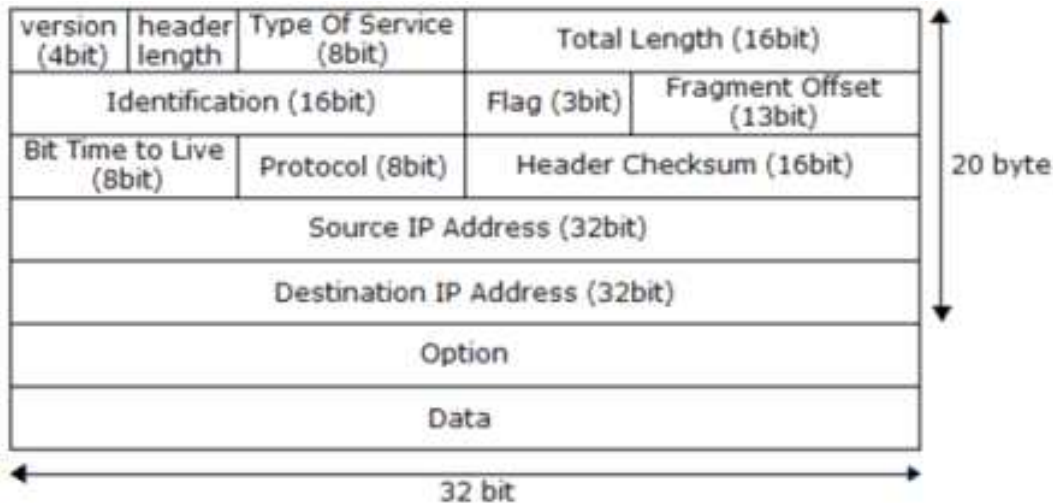 version (4bit) header length Type Of Service (8bit) Total Length (16bit)
Identification (16bit) Flag (3bit) Fragment Offset (13bit)
Bit Time to Live (8bit) Protocol (8bit) Header Checksum (16bit)
20 byte
Source IP Address (32bit)
Destination IP Address (32bit)
Option
Data
32 bit